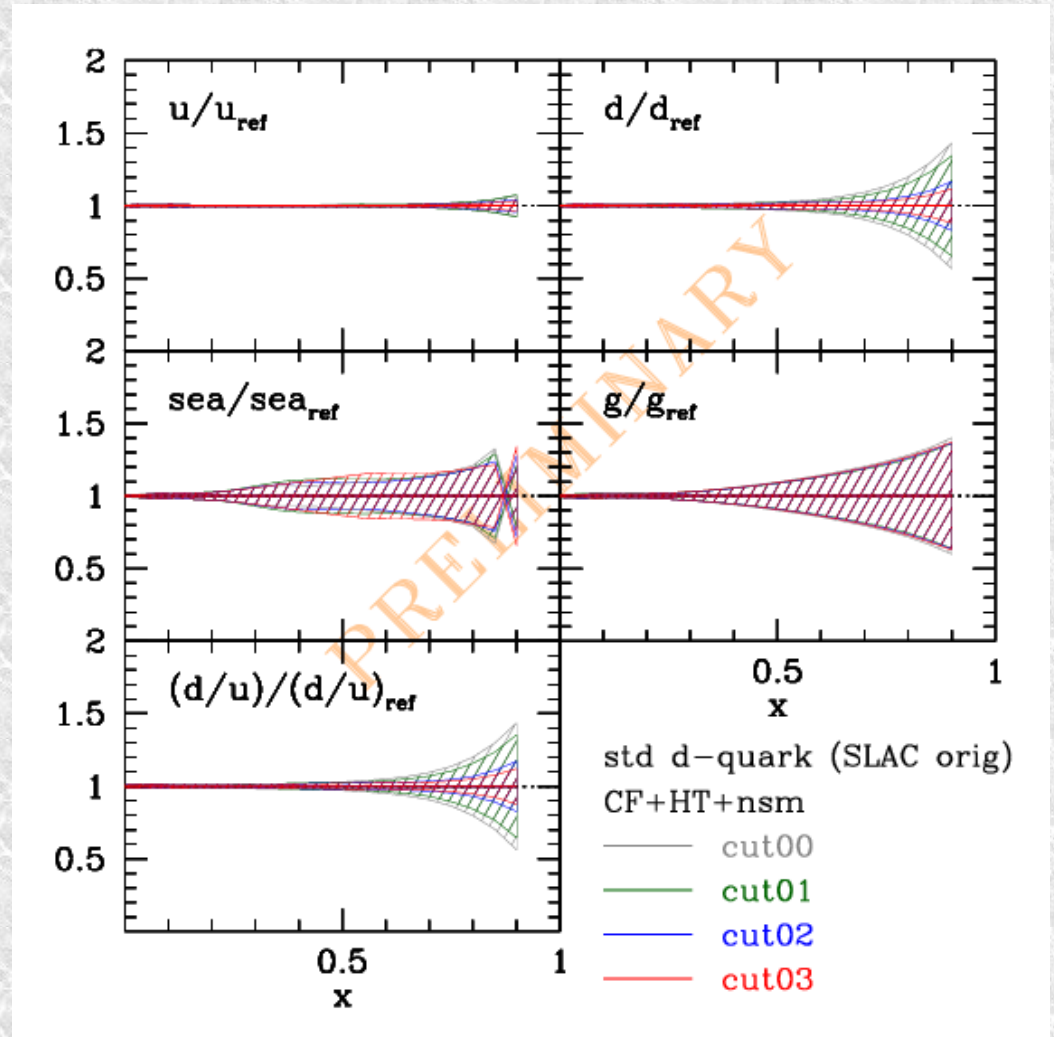 2
u/u_ref
d/d_ref
1.5
1
0.5
2
sea/sea_ref
g/g_ref
1.5
1
0.5
2
0.5
1
x
(d/u)/(d/u)_ref
1.5
1
0.5
0.5
1
x
std d-quark (SLAC orig)
CF+HT+nsm
cut00
cut01
cut02
cut03
PRELIMINARY